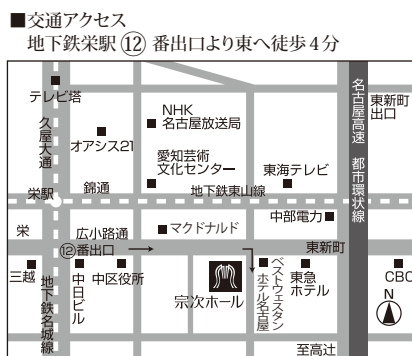 ■交通アクセス
地下鉄栄駅⑫番出口より東へ徒歩4分
テレビ塔
久屋大通
オアシス21
NHK
名古屋放送局
愛知芸術
文化センター
東海テレビ
名古屋高速 都市環状線
東新町
出口
栄駅
錦通
地下鉄東山線
中部電力
栄
広小路通
マクドナルド
東新町
⑫番出口
三越
地下鉄名城線
中日ビル
中区役所
宗次ホール
ベストウェスタン
ホテル名古屋
東急
ホテル
CBC
N
至高辻